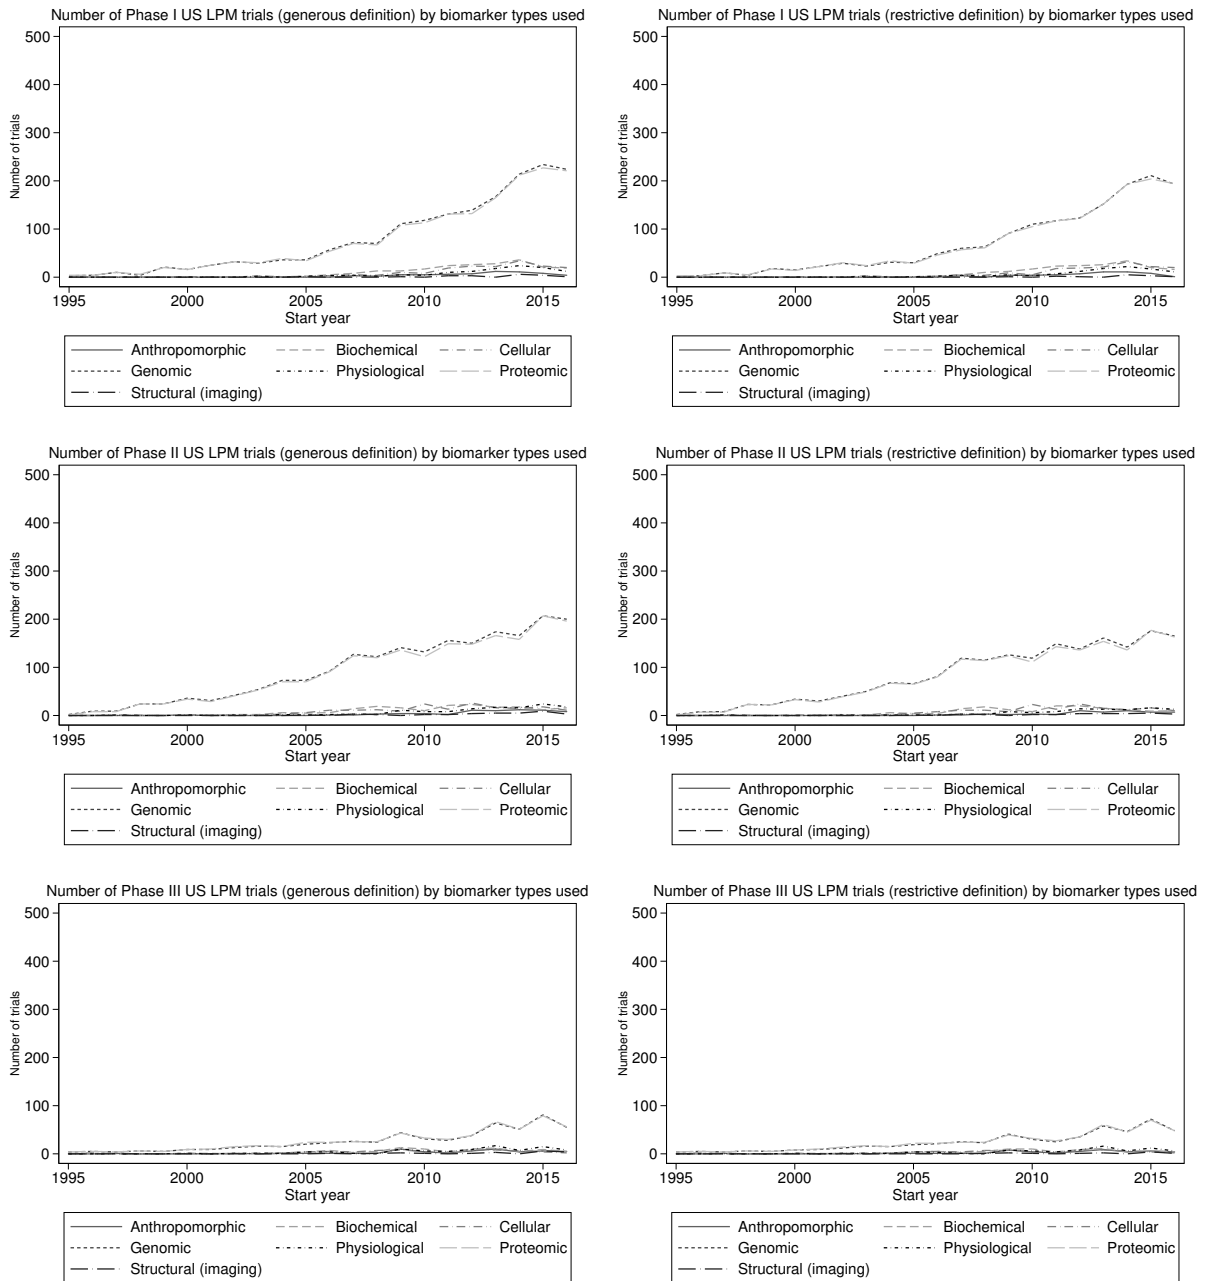 Number of Phase I US LPM trials (generous definition) by biomarker types used
500
400
300
200
100
0
Number of trials
1995 2000 2005 2010 2015
Start year
Anthropomorphic Biochemical Cellular
Genomic Physiological Proteomic
Structural (imaging)
Number of Phase I US LPM trials (restrictive definition) by biomarker types used
500
400
300
200
100
0
Number of trials
1995 2000 2005 2010 2015
Start year
Anthropomorphic Biochemical Cellular
Genomic Physiological Proteomic
Structural (imaging)
Number of Phase II US LPM trials (generous definition) by biomarker types used
500
400
300
200
100
0
Number of trials
1995 2000 2005 2010 2015
Start year
Anthropomorphic Biochemical Cellular
Genomic Physiological Proteomic
Structural (imaging)
Number of Phase II US LPM trials (restrictive definition) by biomarker types used
500
400
300
200
100
0
Number of trials
1995 2000 2005 2010 2015
Start year
Anthropomorphic Biochemical Cellular
Genomic Physiological Proteomic
Structural (imaging)
Number of Phase III US LPM trials (generous definition) by biomarker types used
500
400
300
200
100
0
Number of trials
1995 2000 2005 2010 2015
Start year
Anthropomorphic Biochemical Cellular
Genomic Physiological Proteomic
Structural (imaging)
Number of Phase III US LPM trials (restrictive definition) by biomarker types used
500
400
300
200
100
0
Number of trials
1995 2000 2005 2010 2015
Start year
Anthropomorphic Biochemical Cellular
Genomic Physiological Proteomic
Structural (imaging)